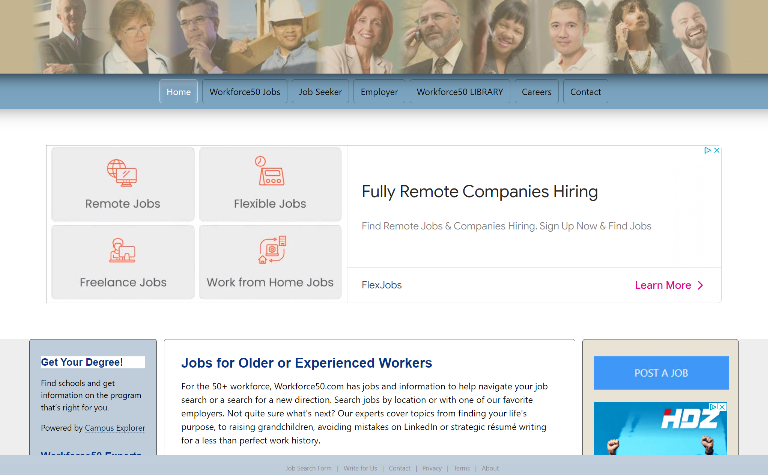 Home
Workforce50 Jobs
Job Seeker
Employer
Workforce50 LIBRARY
Careers
Contact
Remote Jobs
Flexible Jobs
Freelance Jobs
Work from Home Jobs
Fully Remote Companies Hiring
Find Remote Jobs & Companies Hiring. Sign Up Now & Find Jobs
FlexJobs
Learn More
Get Your Degree!
Find schools and get
information on the program
that's right for you.
Powered by Campus Explorer
Workforce50 Experts
Jobs for Older or Experienced Workers
For the 50+ workforce, Workforce50.com has jobs and information to help navigate your job
search or a search for a new direction. Search jobs by location or with one of our favorite
employers. Not quite sure what's next? Our experts cover topics from finding your life's
purpose, to raising grandchildren, avoiding mistakes on LinkedIn or strategic résumé writing
for a less than perfect work history.
POST A JOB
HDZ
Job Search Form | Write for Us | Contact | Privacy | Terms | About